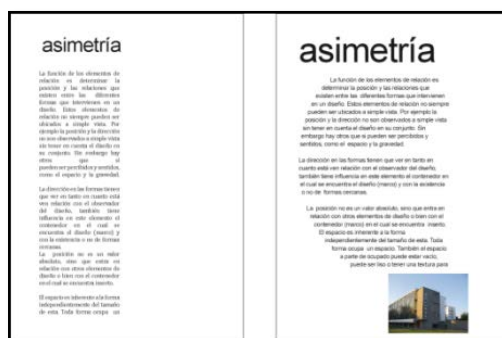 asimetría
La función de los elementos de
relación es determinar la
posición y las relaciones que
existen entre las diferentes
formas que intervienen en un
diseño. Estos elementos de
relación no siempre pueden ser
ubicados a simple vista. Por
ejemplo la posición y la dirección
no son observados a simple vista
sin tener en cuenta el diseño en
su conjunto. Sin embargo hay
otros que si
pueden ser percibidos y sentidos,
como el espacio y la gravedad.
La dirección en las formas tienen
que ver en tanto en cuanto está
ven relación con el observador
del diseño, también tiene
influencia en este elemento el
contenedor en el cual se
encuentra el diseño (marco) y
con la existencia o no de formas
cercanas.
La posición no es un valor
absoluto, sino que entra en
relación con otros elementos de
diseño o bien con el contenedor
en el cual se encuentra inserto.
El espacio es inherente a la forma
independientemente del tamaño
de esta. Toda forma ocupa un
asimetría
La función de los elementos de relación es
determinar la posición y las relaciones que
existen entre las diferentes formas que intervienen
en un diseño. Estos elementos de relación no siempre
pueden ser ubicados a simple vista. Por ejemplo la
posición y la dirección no son observados a simple vista
sin tener en cuenta el diseño en su conjunto. Sin
embargo hay otros que si pueden ser percibidos y
sentidos, como el espacio y la gravedad.
La dirección en las formas tienen que ver en tanto en
cuanto está ven relación con el observador del diseño,
también tiene influencia en este elemento el contenedor en
el cual se encuentra el diseño (marco) y con la existencia
o no de formas cercanas.
La posición no es un valor absoluto, sino que entra en
relación con otros elementos de diseño o bien con el
contenedor en el cual se encuentra inserto.
El espacio es inherente a la forma
independientemente del tamaño de esta. Toda
forma ocupa un espacio. También el espacio
a parte de ocupado puede estar vacío,
puede ser liso o tener una textura para